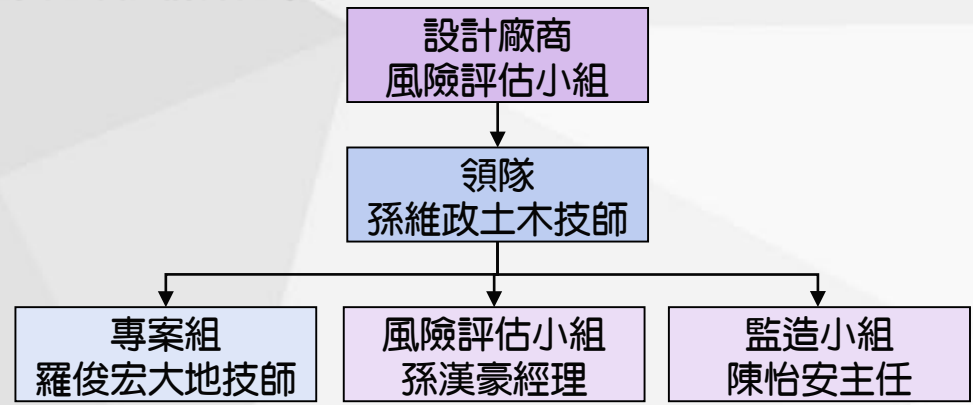 設計廠商
風險評估小組
領隊
孫維政土木技師
專案組
羅俊宏大地技師
風險評估小組
孫漢豪經理
監造小組
陳怡安主任